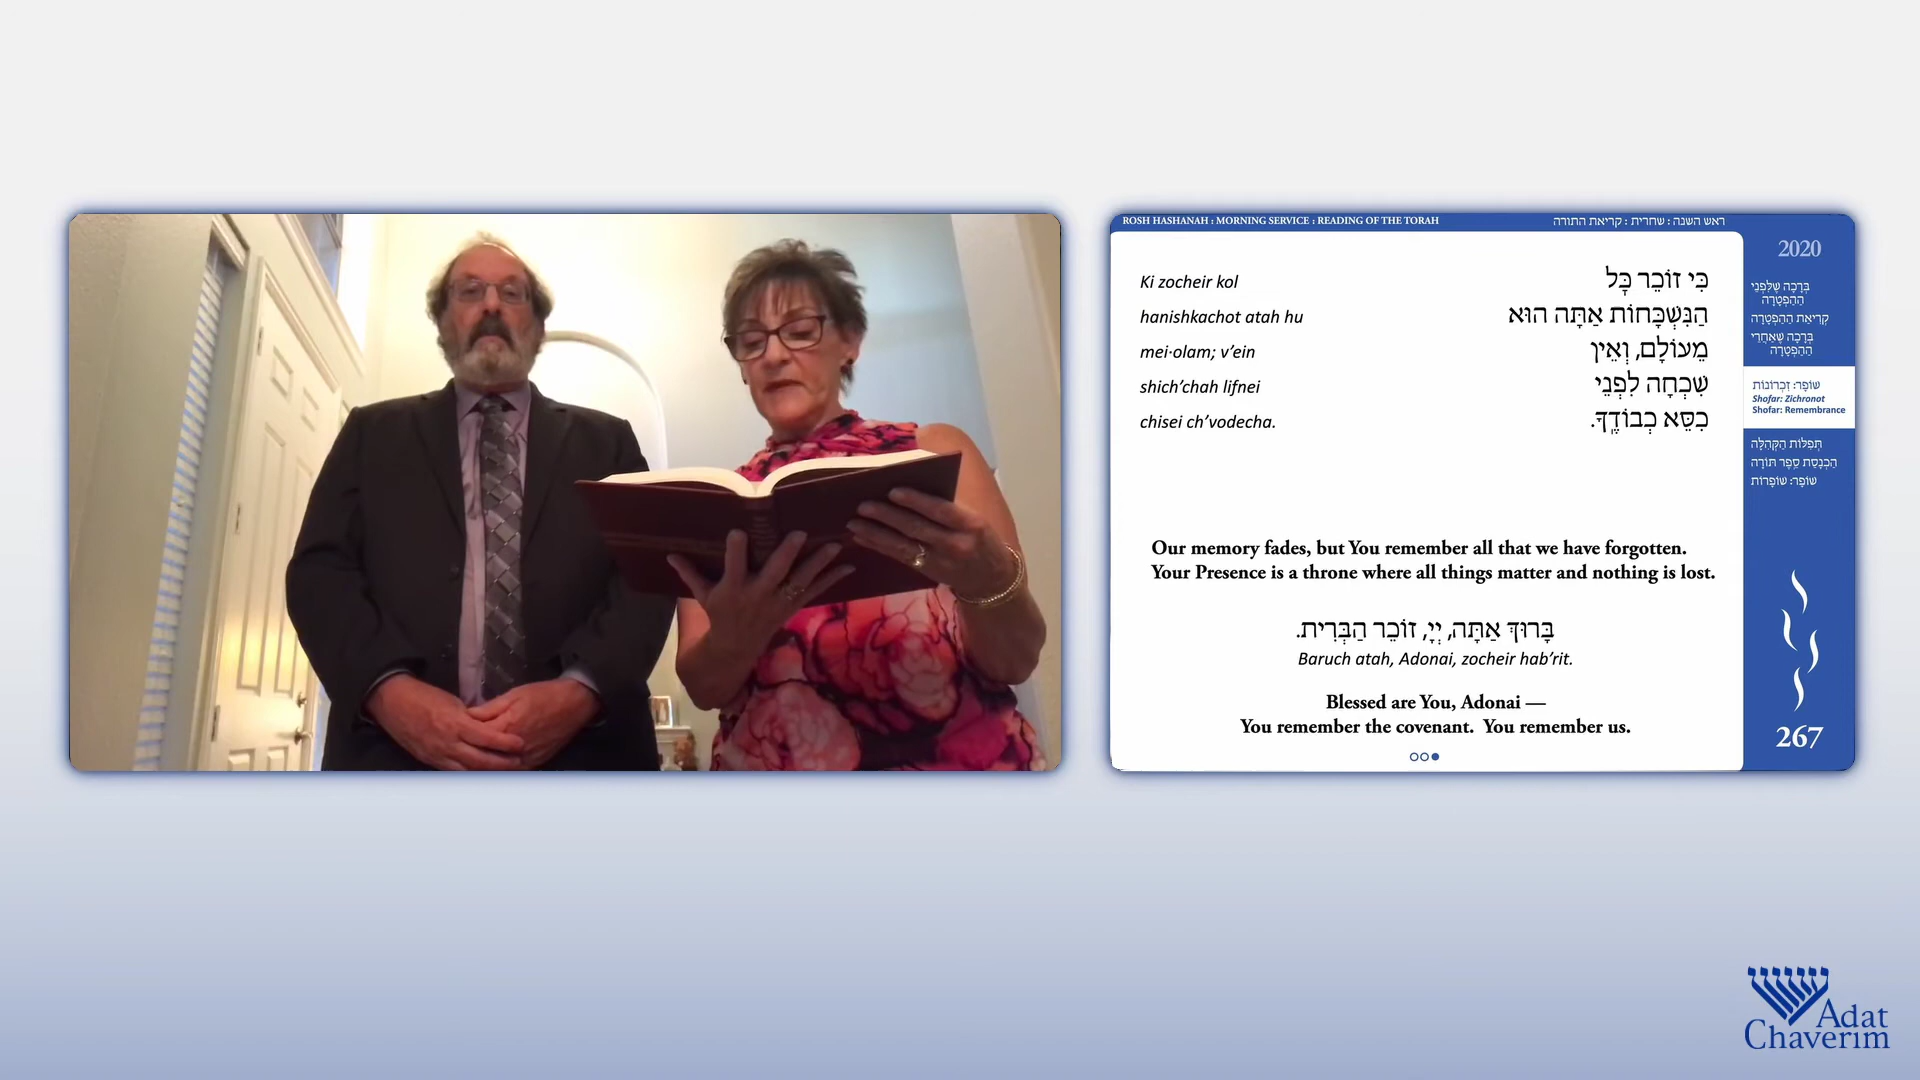 ROSH HASHANAH : MORNING SERVICE : READING OF THE TORAH
ראש השנה : שחרית : קריאת התורה
Ki zocheir kol
hanishkachot atah hu
mei·olam; v’ein
shich’chah lifnei
chisei ch’vodecha.
כִּי זוֹכֵר כָּל
הַנִּשְׁכָּחוֹת אַתָּה הוּא
מֵעוֹלָם, וְאֵין
שִׁכְחָה לִפְנֵי
כִסֵּא כְבוֹדֶֽךָ.
Our memory fades, but You remember all that we have forgotten.
Your Presence is a throne where all things matter and nothing is lost.
בָּרוּךְ אַתָּה, יְיָ, זוֹכֵר הַבְּרִית.
Baruch atah, Adonai, zocheir hab’rit.
Blessed are You, Adonai —
You remember the covenant. You remember us.
2020
בְּרָכָה שֶׁלִּפְנֵי
הַהַפְטָרָה
קְרִיאַת הַהַפְטָרָה
בְּרָכָה שֶׁאַחֲרֵי
הַהַפְטָרָה
שׁוֹפָר: זִכְרוֹנוֹת
Shofar: Zichronot
Shofar: Remembrance
תְּפִלּוֹת הַקְּהִלָּה
הַכְנָסַת סֵפֶר תּוֹרָה
שׁוֹפָר: שׁוֹפָרוֹת
267
Adat
Chaverim